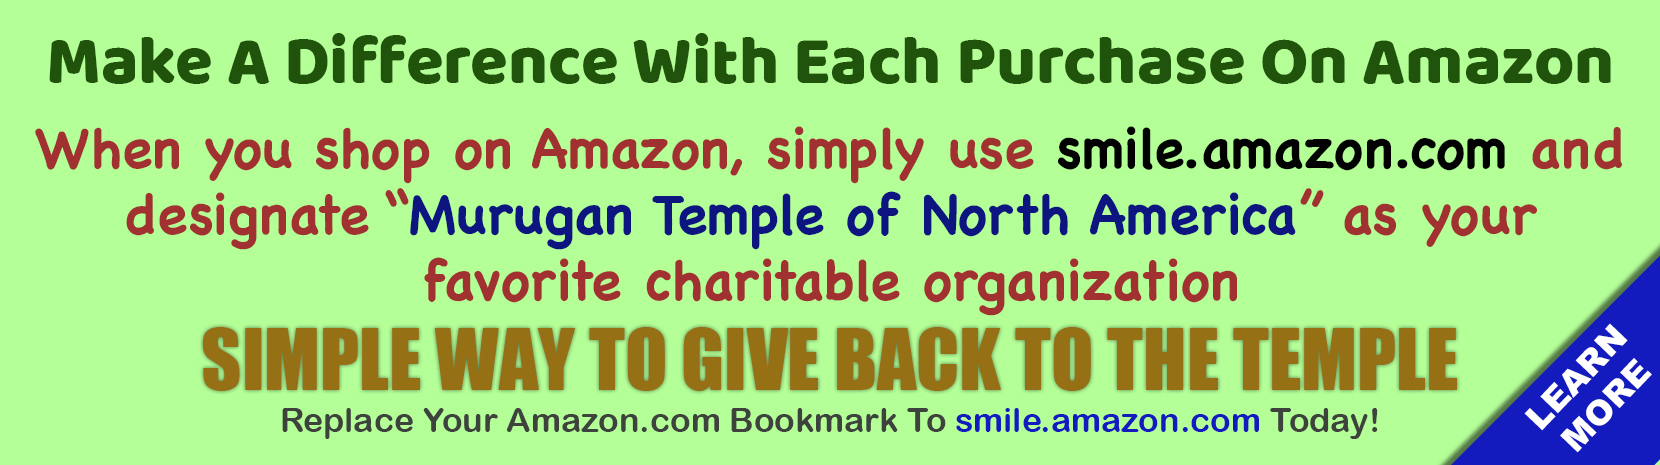 Make A Difference With Each Purchase On Amazon
When you shop on Amazon, simply use smile.amazon.com and
designate “Murugan Temple of North America” as your
favorite charitable organization
SIMPLE WAY TO GIVE BACK TO THE TEMPLE
Replace Your Amazon.com Bookmark To smile.amazon.com Today!
LEARN
MORE